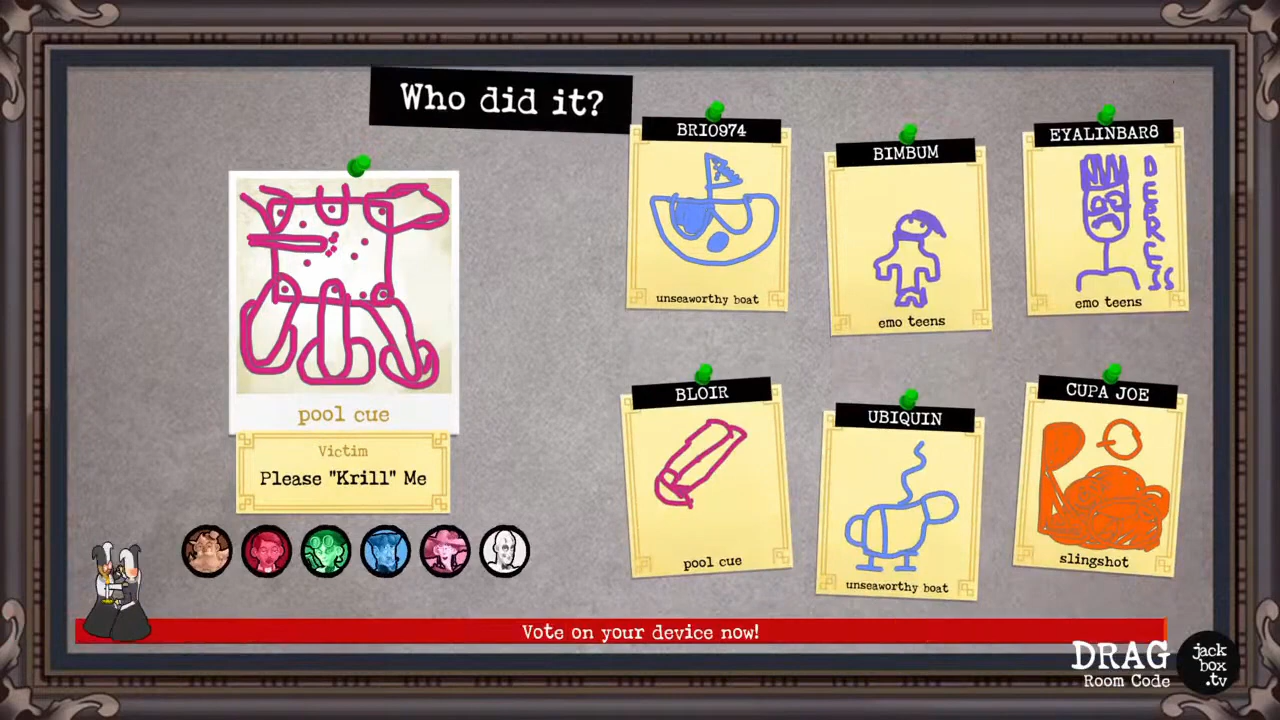 Who did it?
pool cue
Victim
Please "Krill" Me
BRIO974
unseaworthy boat
BIMBUM
emo teens
EYALINBAR8
DEERESS
emo teens
BLOIR
pool cue
UBIQUIN
unseaworthy boat
CUPA JOE
slingshot
Vote on your device now!
DRAG
Room Code
jack
box
.tv